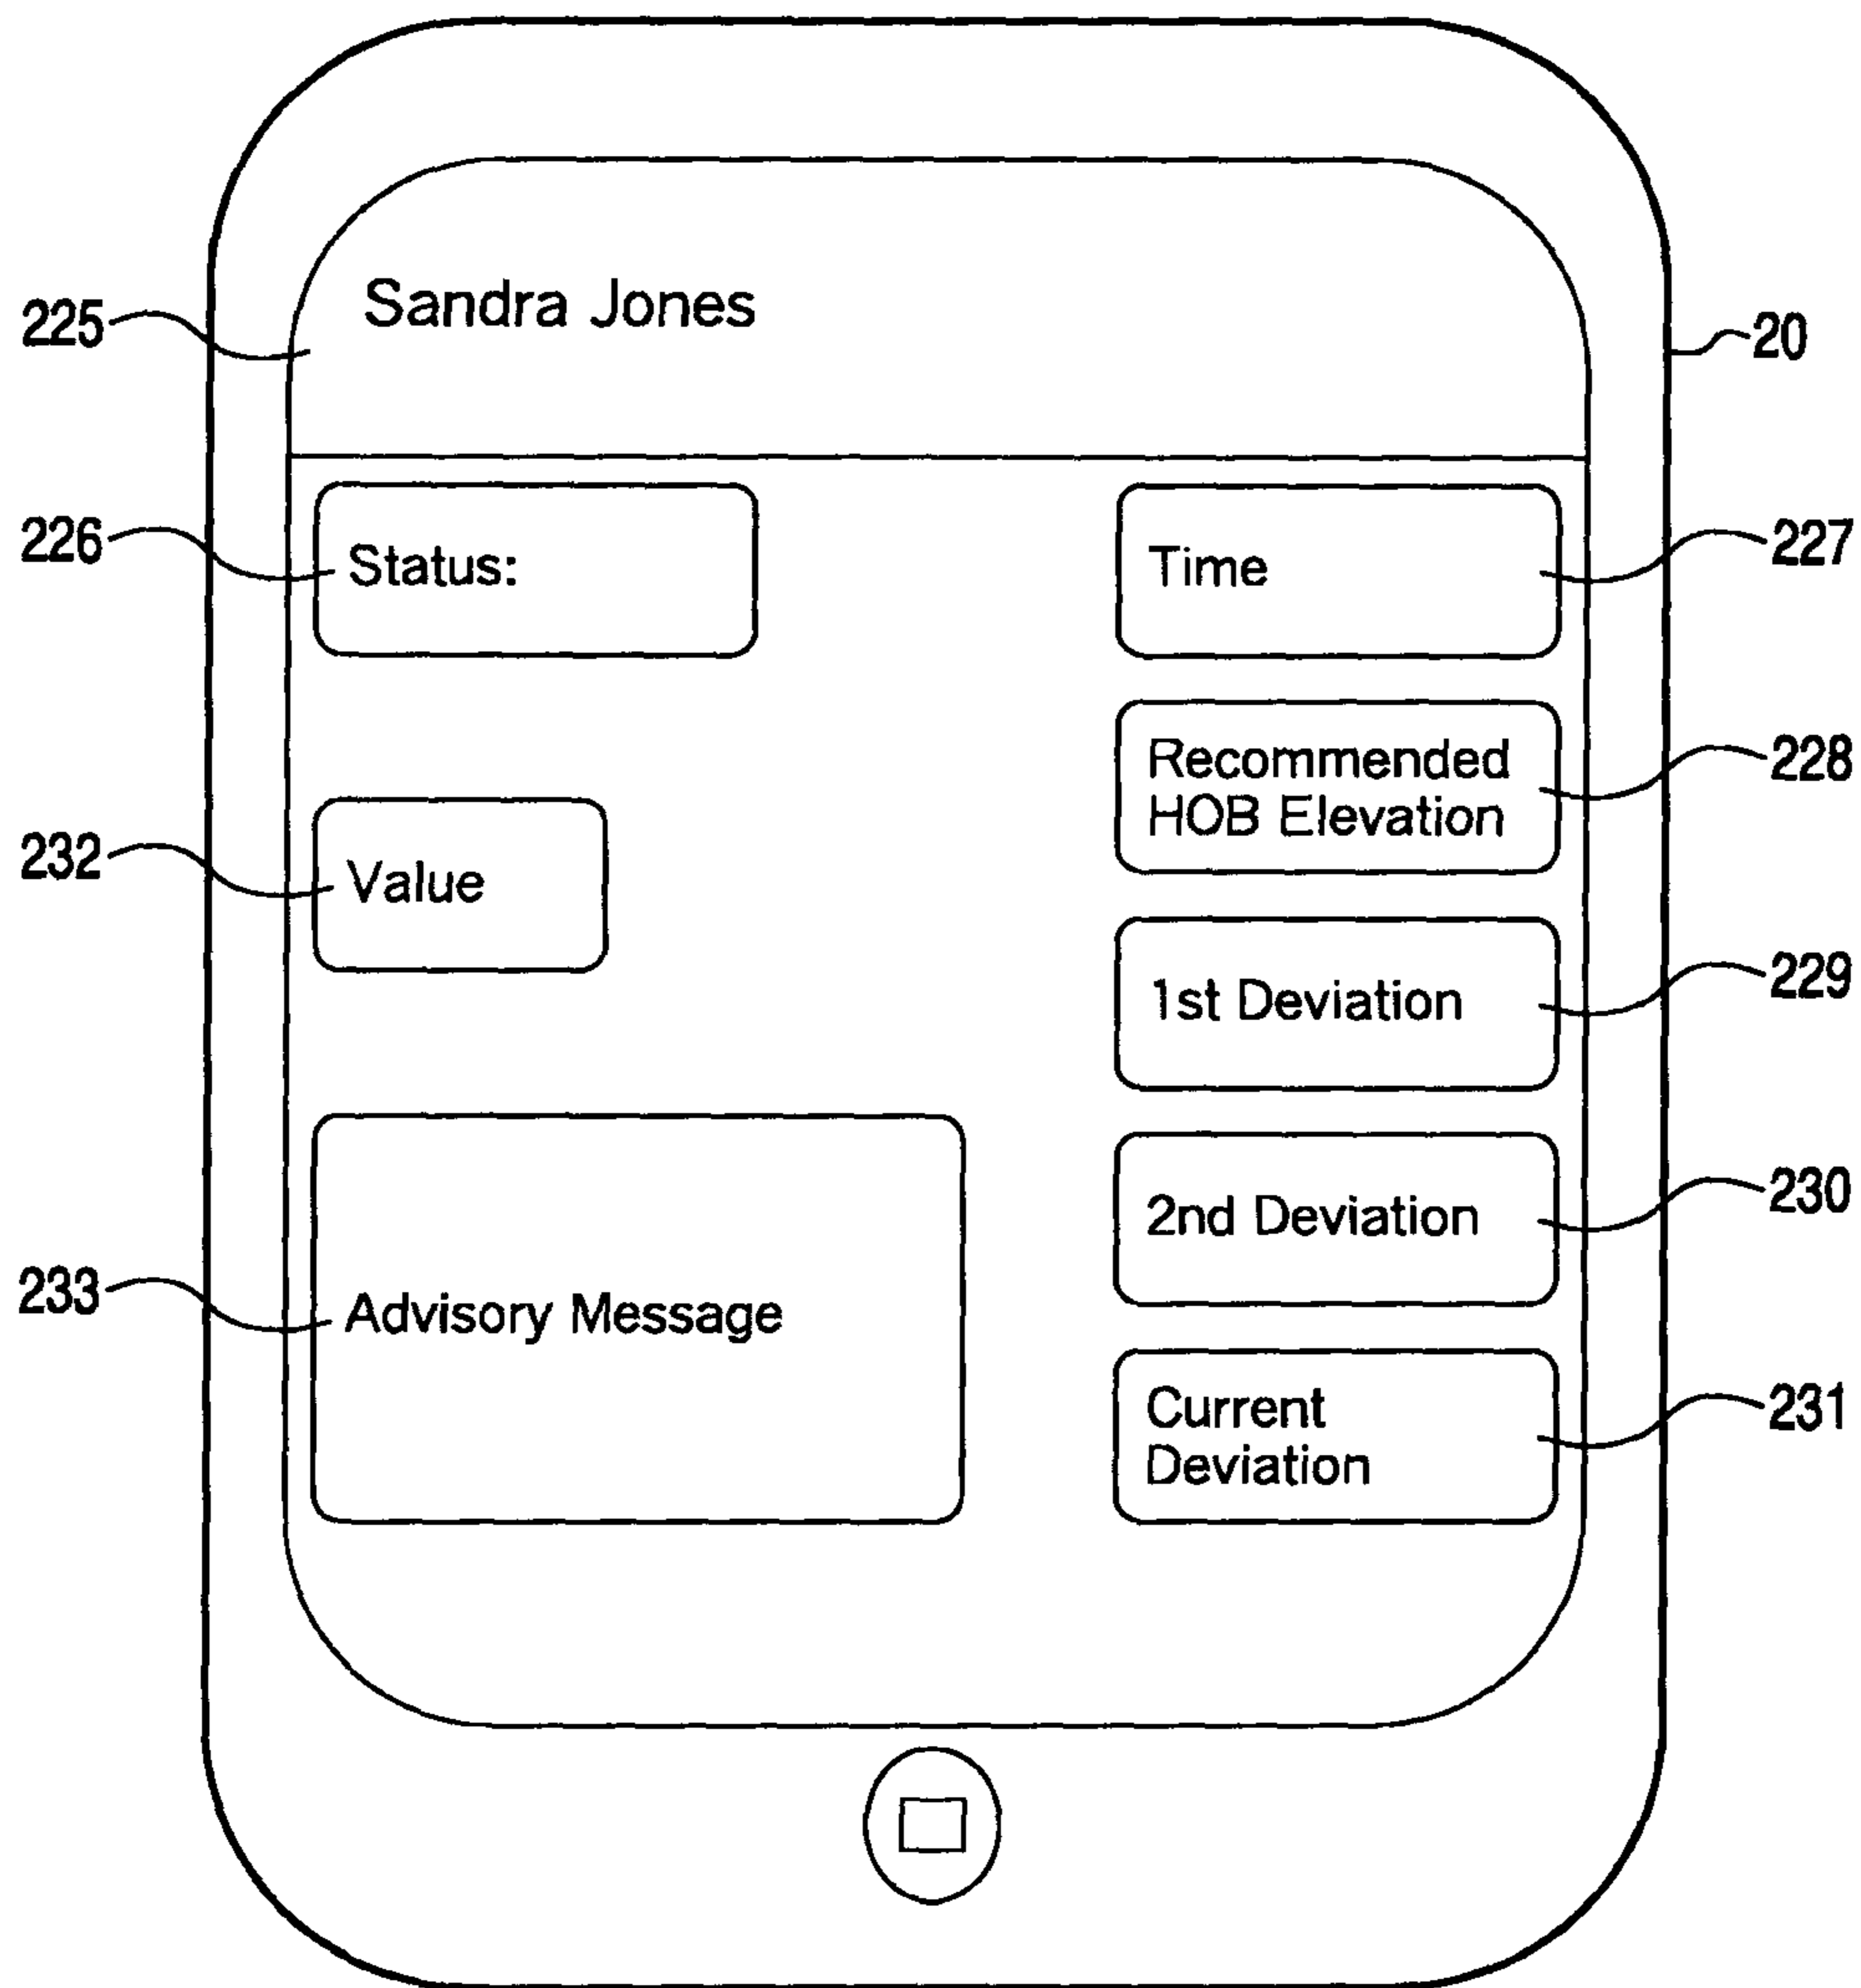 Sandra Jones
225
20
226
Status:
Time
227
Recommended
HOB Elevation
228
232
Value
1st Deviation
229
2nd Deviation
230
233
Advisory Message
Current
Deviation
231